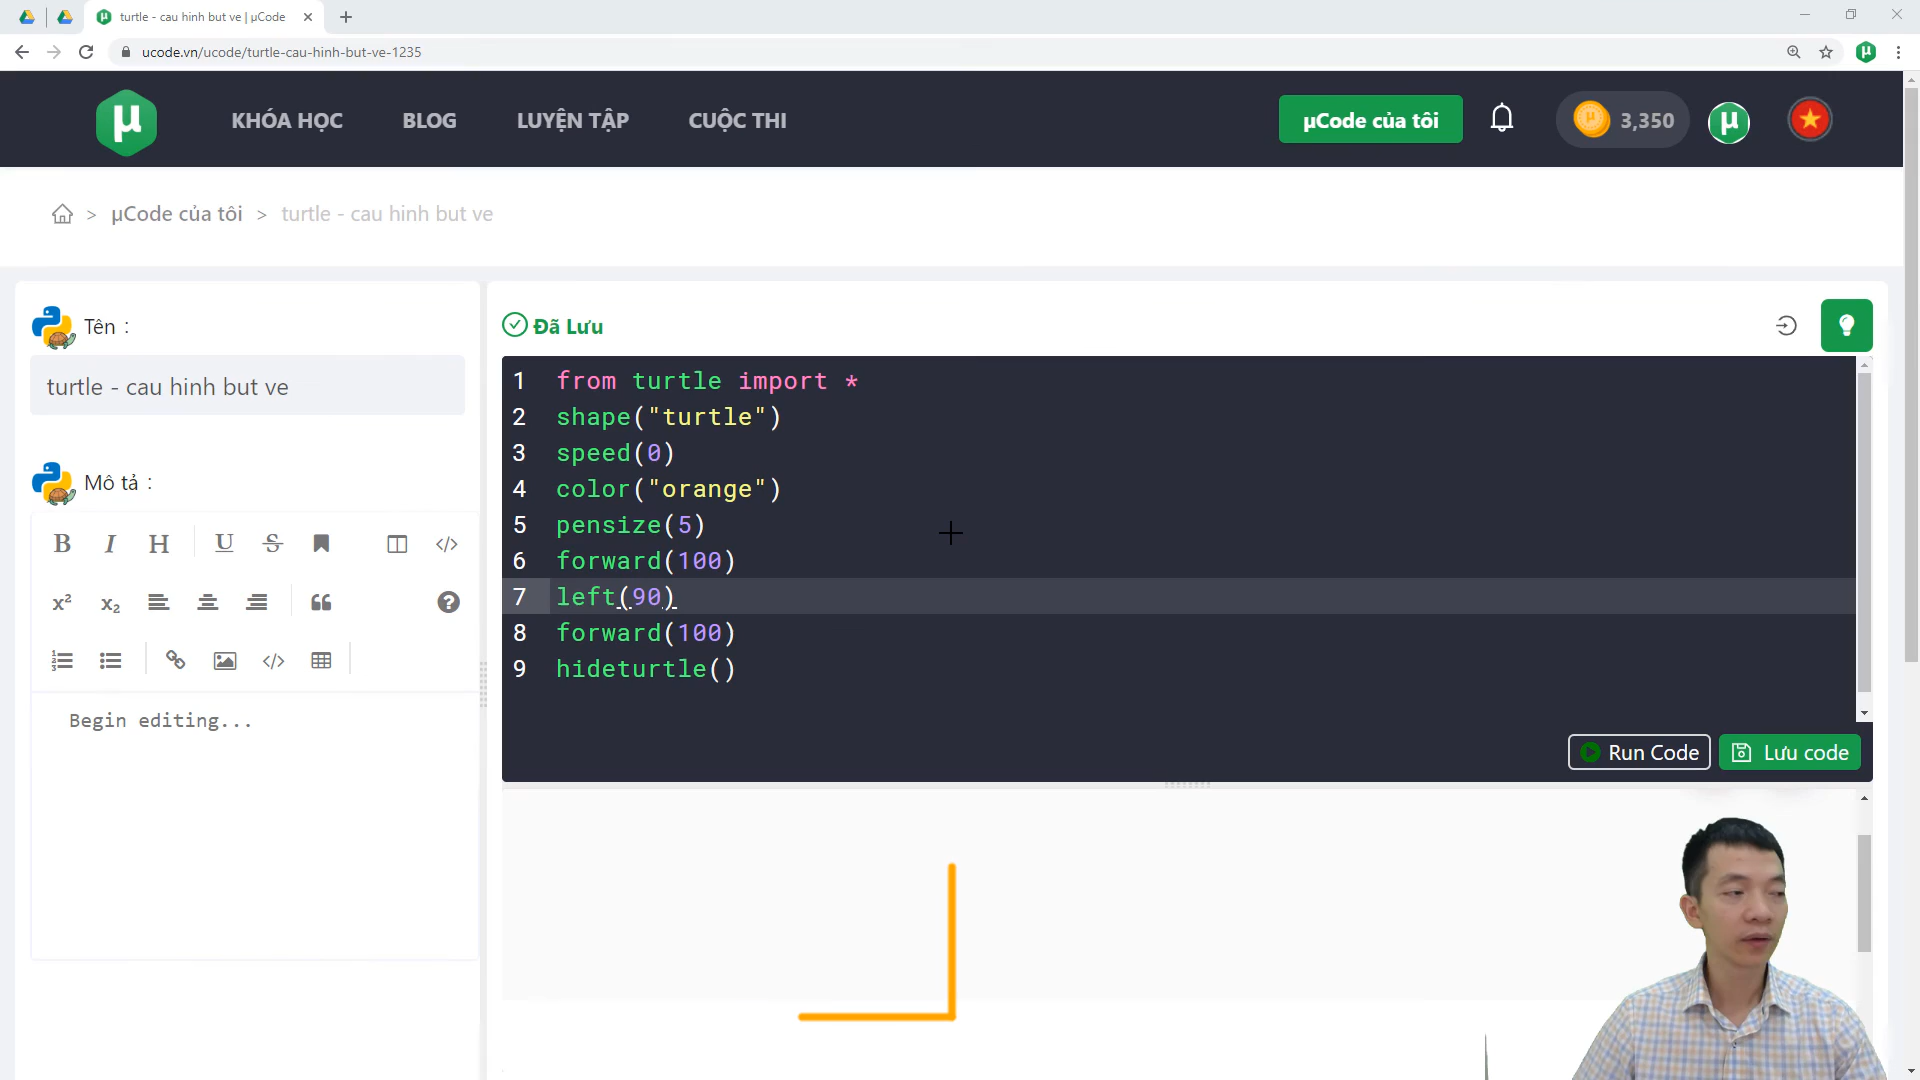 turtle - cau hinh but ve | µCode
ucode.vn/ucode/turtle-cau-hinh-but-ve-1235
µ
KHÓA HỌC
BLOG
LUYỆN TẬP
CUỘC THI
µCode của tôi
3,350
µ
> µCode của tôi > turtle - cau hinh but ve
Tên :
turtle - cau hinh but ve
Mô tả :
B I H U S
x² x₂
Begin editing...
Đã Lưu
1 from turtle import *
2 shape("turtle")
3 speed(0)
4 color("orange")
5 pensize(5)
6 forward(100)
7 left(90)
8 forward(100)
9 hideturtle()
Run Code
Lưu code